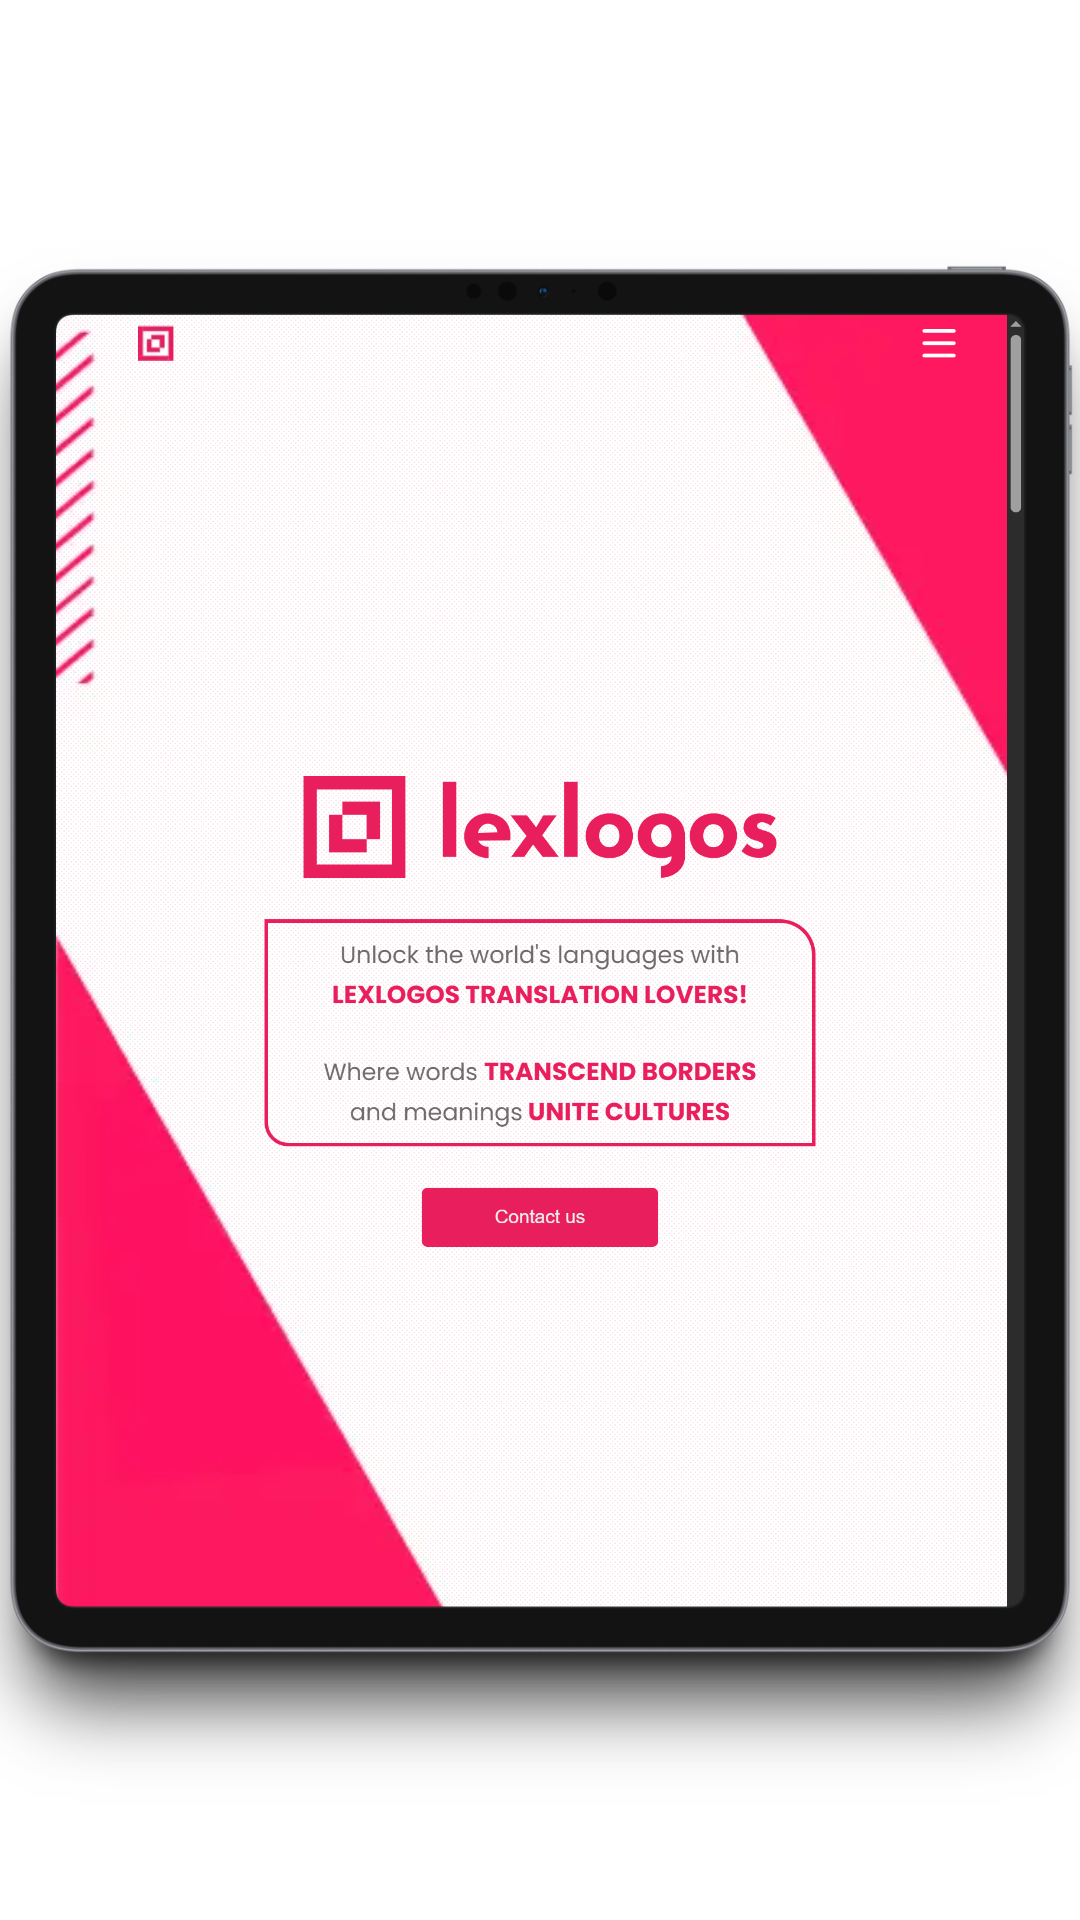 lexlogos
Unlock the world's languages with
LEXLOGOS TRANSLATION LOVERS!
Where words TRANSCEND BORDERS
and meanings UNITE CULTURES
Contact us